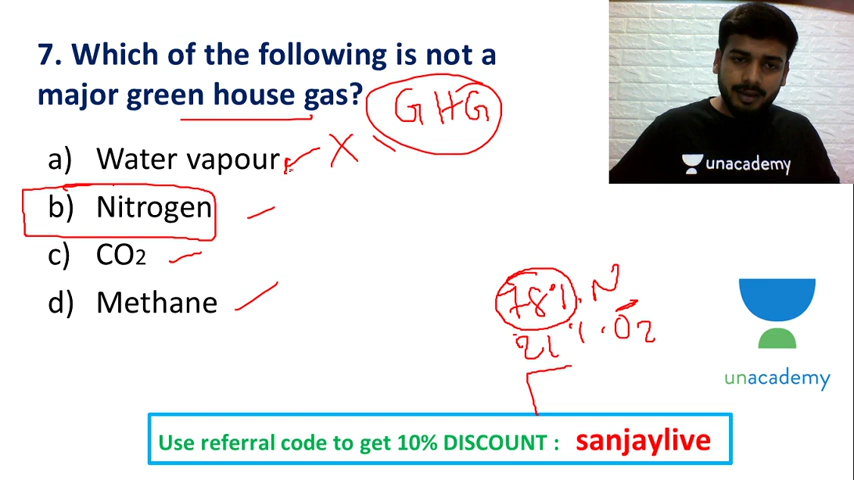 7. Which of the following is not a
major green house gas?
GHG
a) Water vapour
X
b) Nitrogen
c) CO2
d) Methane
78% N
21% O2
unacademy
unacademy
Use referral code to get 10% DISCOUNT : sanjaylive